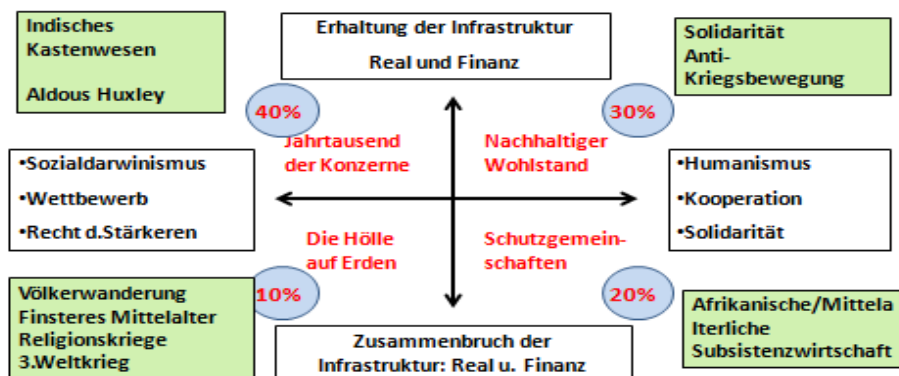 Indisches
Kastenwesen
Aldous Huxley
Erhaltung der Infrastruktur
Real und Finanz
Solidarität
Anti-
Kriegsbewegung
40%
30%
Jahrtausend
der Konzerne
Nachhaltiger
Wohlstand
•Sozialdarwinismus
•Wettbewerb
•Recht d.Stärkeren
•Humanismus
•Kooperation
•Solidarität
Die Hölle
auf Erden
Schutzgemein-
schaften
10%
20%
Völkerwanderung
Finsteres Mittelalter
Religionskriege
3.Weltkrieg
Zusammenbruch der
Infrastruktur: Real u. Finanz
Afrikanische/Mittela
lterliche
Subsistenzwirtschaft